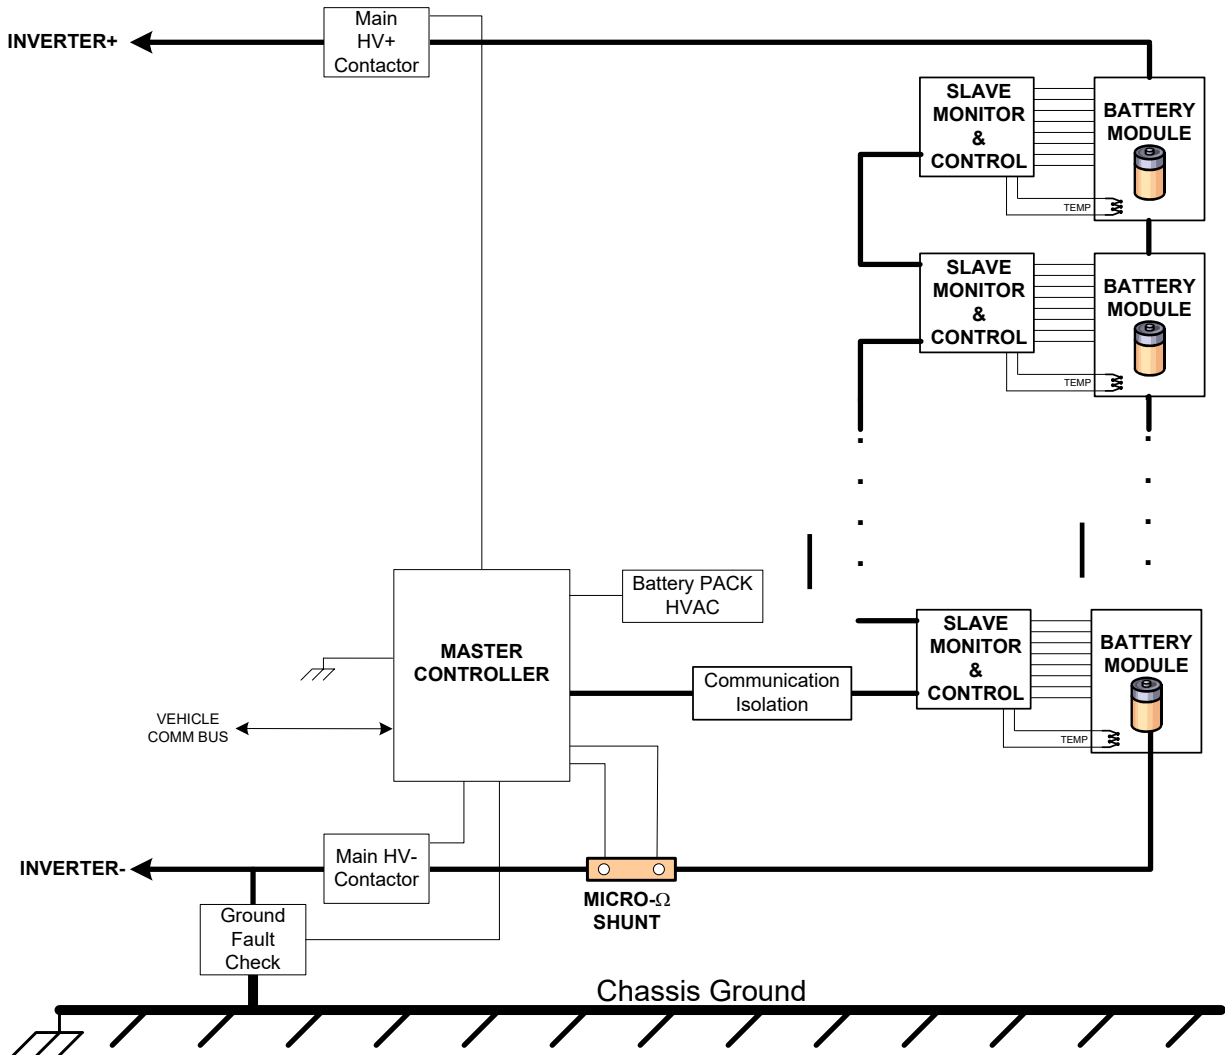 Main
HV+
Contactor
INVERTER+
SLAVE
MONITOR
&
CONTROL
BATTERY
MODULE
TEMP
SLAVE
MONITOR
&
CONTROL
BATTERY
MODULE
TEMP
Battery PACK
HVAC
MASTER
CONTROLLER
SLAVE
MONITOR
&
CONTROL
BATTERY
MODULE
Communication
Isolation
VEHICLE
COMM BUS
TEMP
INVERTER-
Main HV-
Contactor
MICRO-Ω
SHUNT
Ground
Fault
Check
Chassis Ground